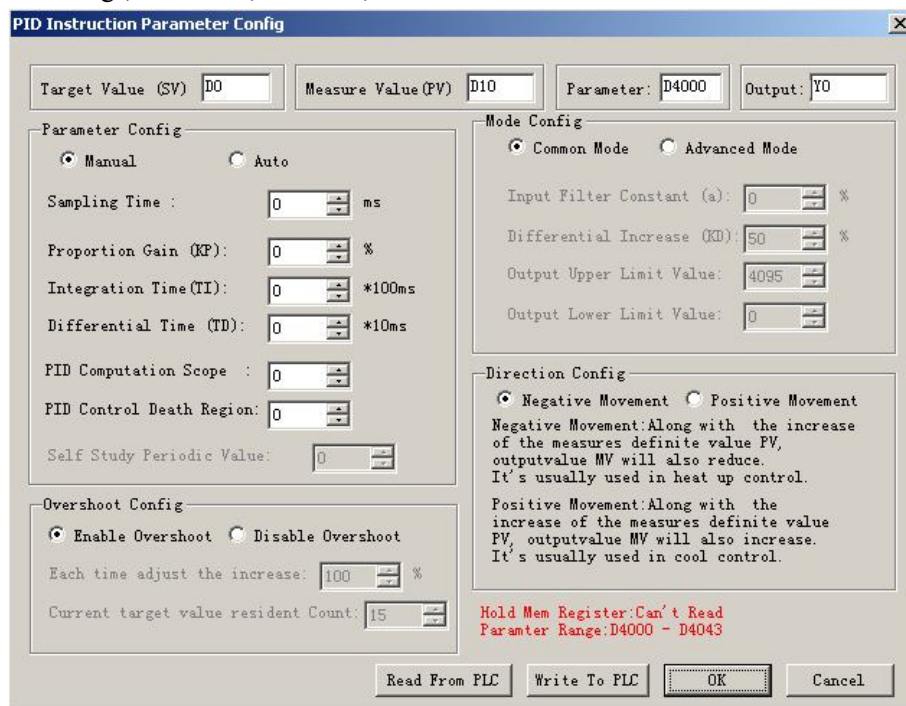 PID Instruction Parameter Config
Target Value (SV) D0
Measure Value(PV) D10
Parameter: D4000
Output: Y0
Parameter Config
Manual Auto
Sampling Time : 0 ms
Proportion Gain (KP): 0 %
Integration Time(TI): 0 *100ms
Differential Time (TD): 0 *10ms
PID Computation Scope : 0
PID Control Death Region: 0
Self Study Periodic Value: 0
Overshoot Config
Enable Overshoot Disable Overshoot
Each time adjust the increase: 100 %
Current target value resident Count: 15
Mode Config
Common Mode Advanced Mode
Input Filter Constant (a): 0 %
Differential Increase (KD): 50 %
Output Upper Limit Value: 4095
Output Lower Limit Value: 0
Direction Config
Negative Movement Positive Movement
Negative Movement:Along with the increase
of the measures definite value PV,
outputvalue MV will also reduce.
It's usually used in heat up control.
Positive Movement:Along with the
increase of the measures definite value
PV, outputvalue MV will also increase.
It's usually used in cool control.
Hold Mem Register:Can't Read
Paramter Range:D4000 - D4043
Read From PLC Write To PLC OK Cancel